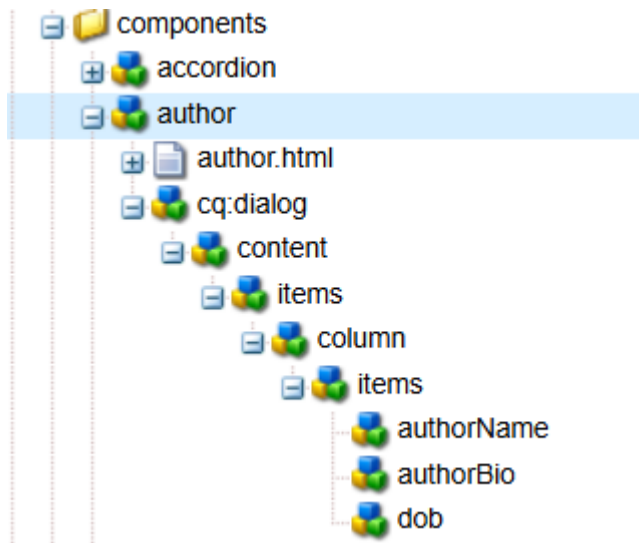 components
accordion
author
author.html
cq:dialog
content
items
column
items
authorName
authorBio
dob